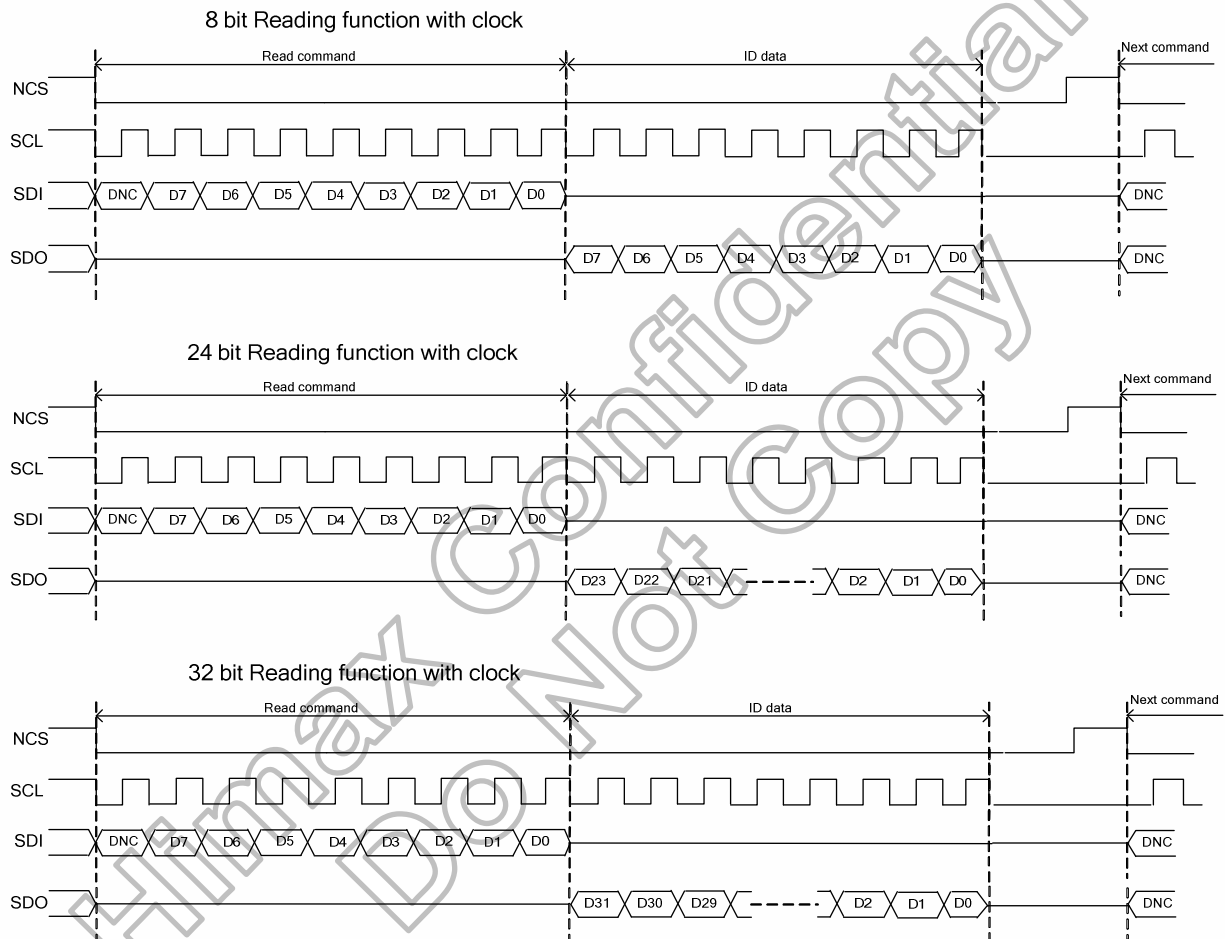 8 bit Reading function with clock
Read command ID data Next command
NCS
SCL
SDI DNC D7 D6 D5 D4 D3 D2 D1 D0 DNC
SDO D7 D6 D5 D4 D3 D2 D1 D0 DNC
24 bit Reading function with clock
Read command ID data Next command
NCS
SCL
SDI DNC D7 D6 D5 D4 D3 D2 D1 D0 DNC
SDO D23 D22 D21 D2 D1 D0 DNC
32 bit Reading function with clock
Read command ID data Next command
NCS
SCL
SDI DNC D7 D6 D5 D4 D3 D2 D1 D0 DNC
SDO D31 D30 D29 D2 D1 D0 DNC
Himax Confidential
Do Not Copy